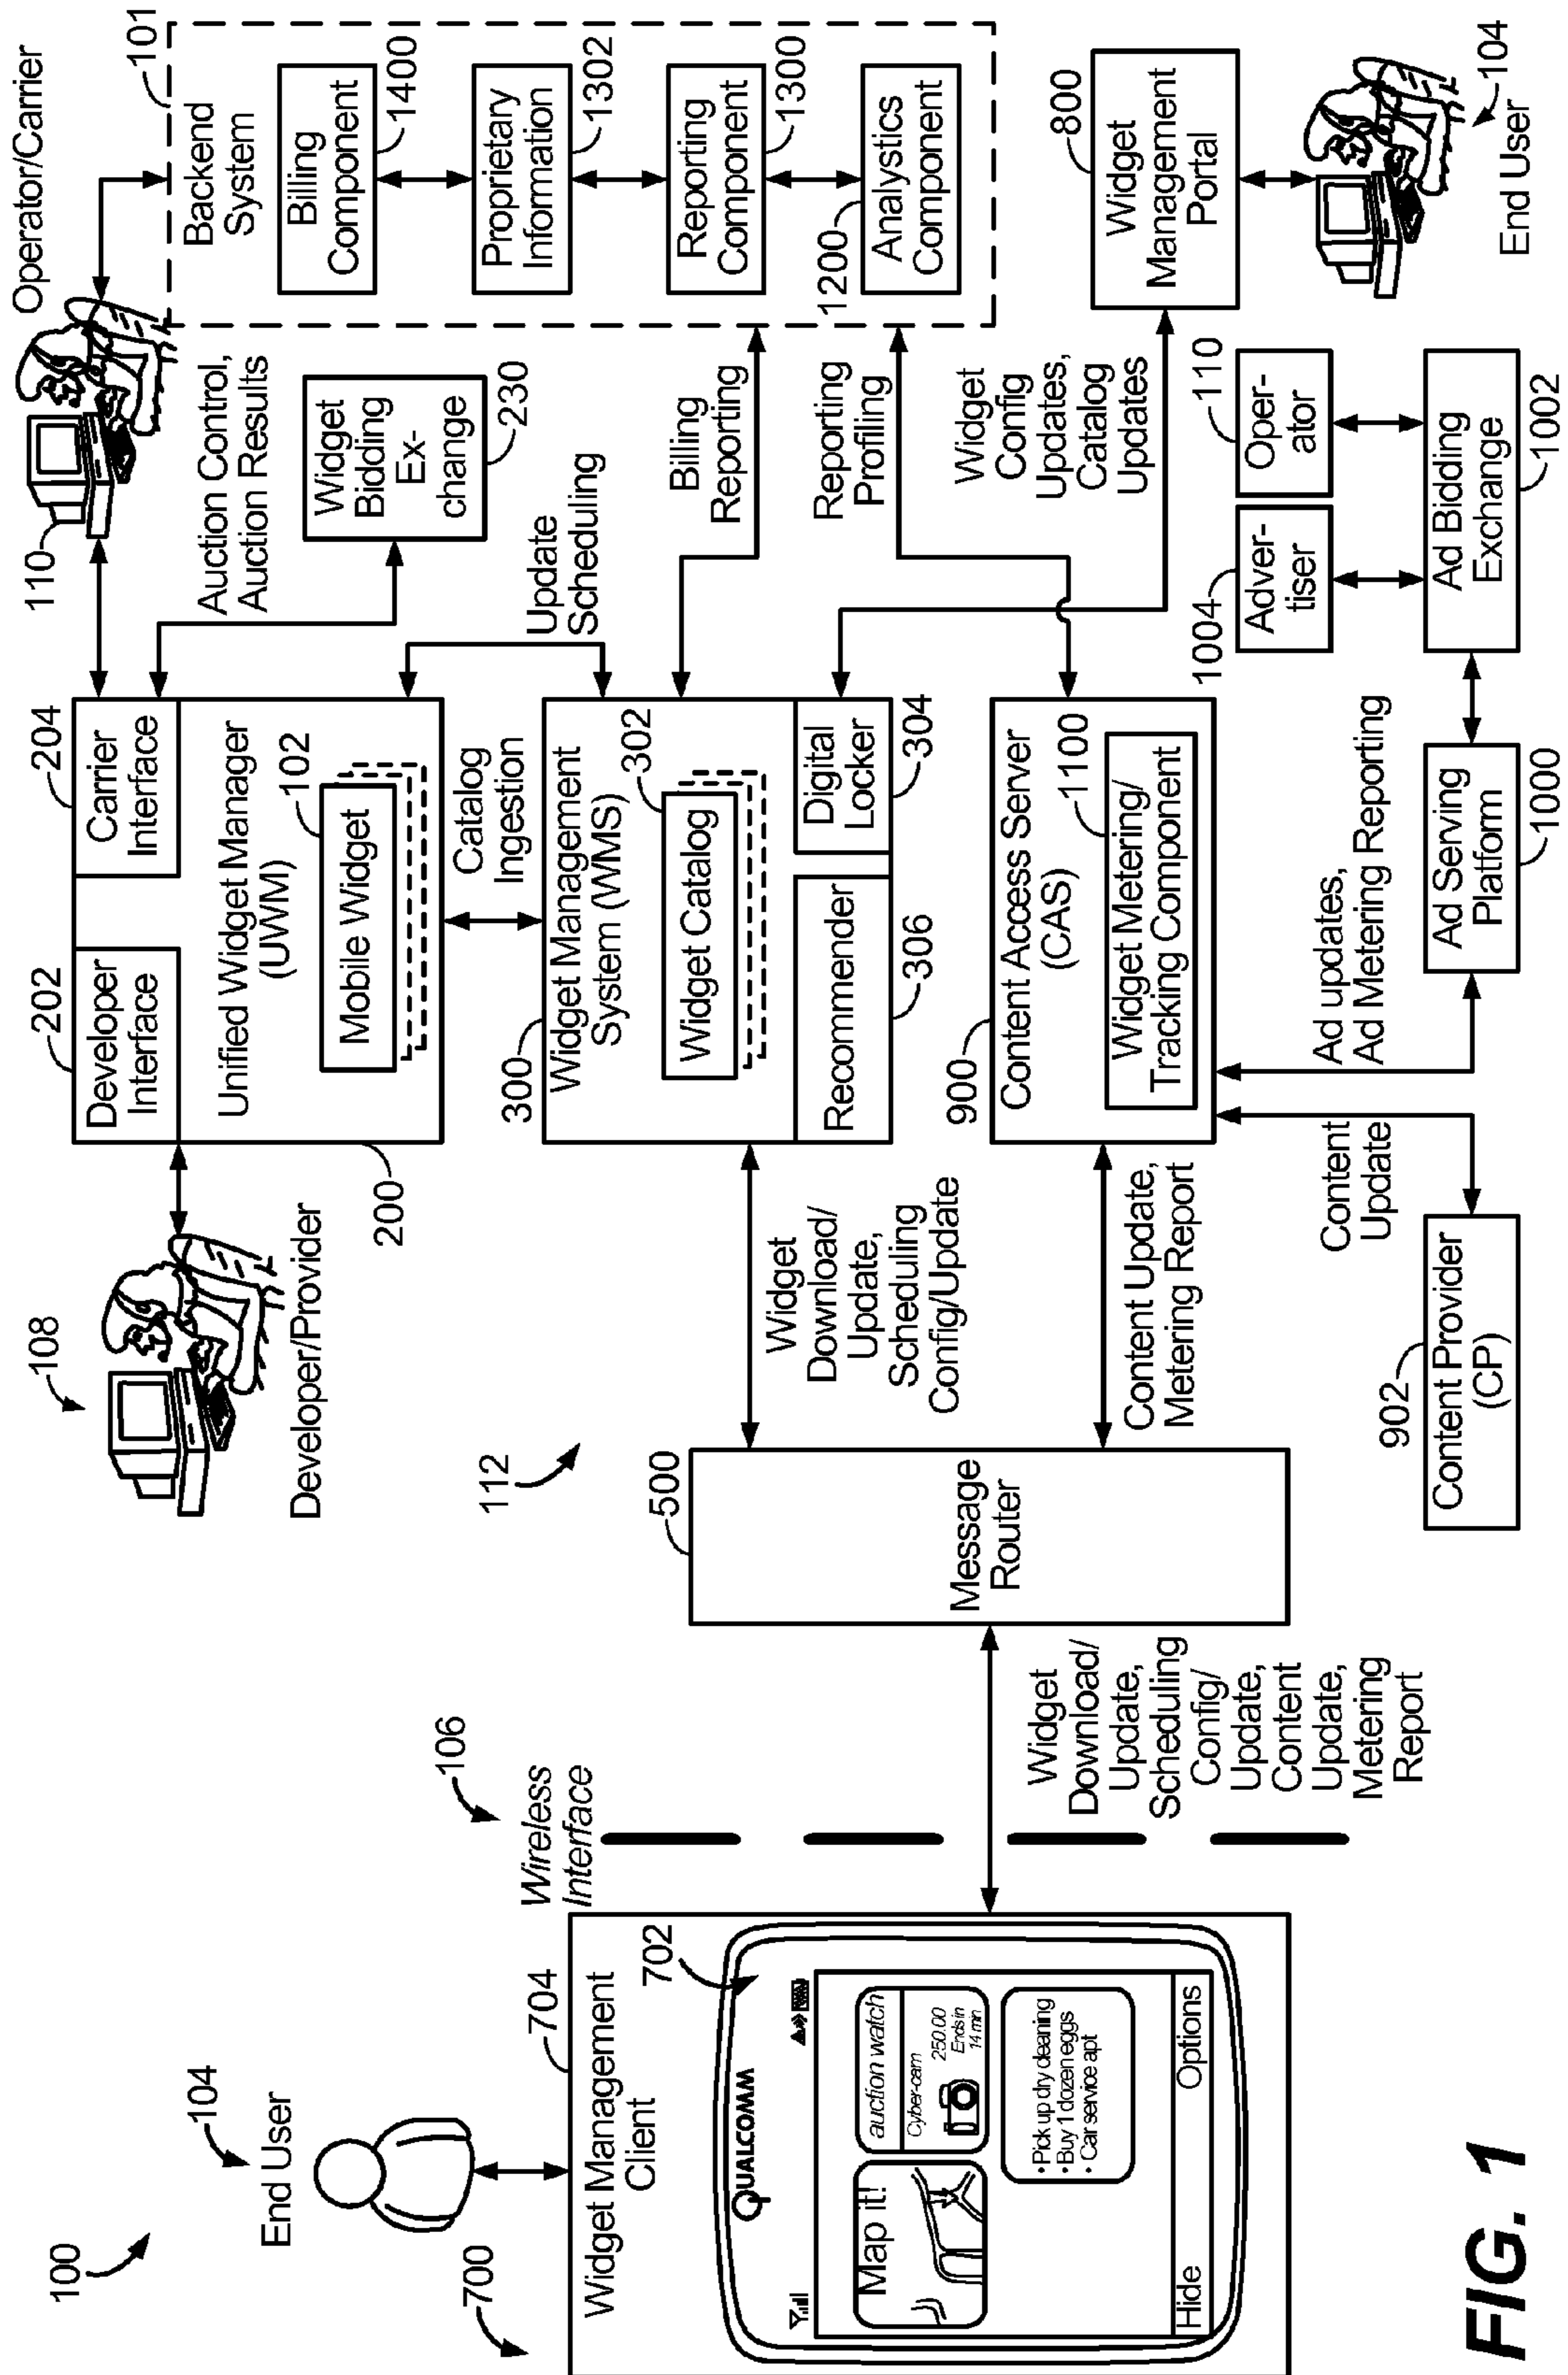 100
End User
104
700
Widget Management
Client
704
702
QUALCOMM
Map it!
auction watch
Cyber-cam
250.00
Ends in
14 min
• Pick up dry cleaning
• Buy 1 dozen eggs
• Car service apt
Hide
Options
Wireless
Interface
106
Widget
Download/
Update,
Scheduling
Config/
Update,
Content
Update,
Metering
Report
112
500
Message
Router
108
Developer/Provider
200
202
Developer
Interface
204
Carrier
Interface
Unified Widget Manager
(UWM)
102
Mobile Widget
Catalog
Ingestion
Update
Scheduling
300
Widget Management
System (WMS)
302
Widget Catalog
Digital
Locker
304
Recommender
306
Widget
Download/
Update,
Scheduling
Config/Update
900
Content Access Server
(CAS)
1100
Widget Metering/
Tracking Component
Content Update,
Metering Report
Content
Update
902
Content Provider
(CP)
Ad updates,
Ad Metering Reporting
Ad Serving
Platform
1000
Ad Bidding
Exchange
1002
1004
Adver-
tiser
110
Oper-
ator
110
Operator/Carrier
Auction Control,
Auction Results
Widget
Bidding
Ex-
change
230
101
Backend
System
Billing
Component
1400
Proprietary
Information
1302
Reporting
Component
1300
1200
Analystics
Component
Billing
Reporting
Reporting
Profiling
Widget
Config
Updates,
Catalog
Updates
800
Widget
Management
Portal
104
End User
FIG. 1